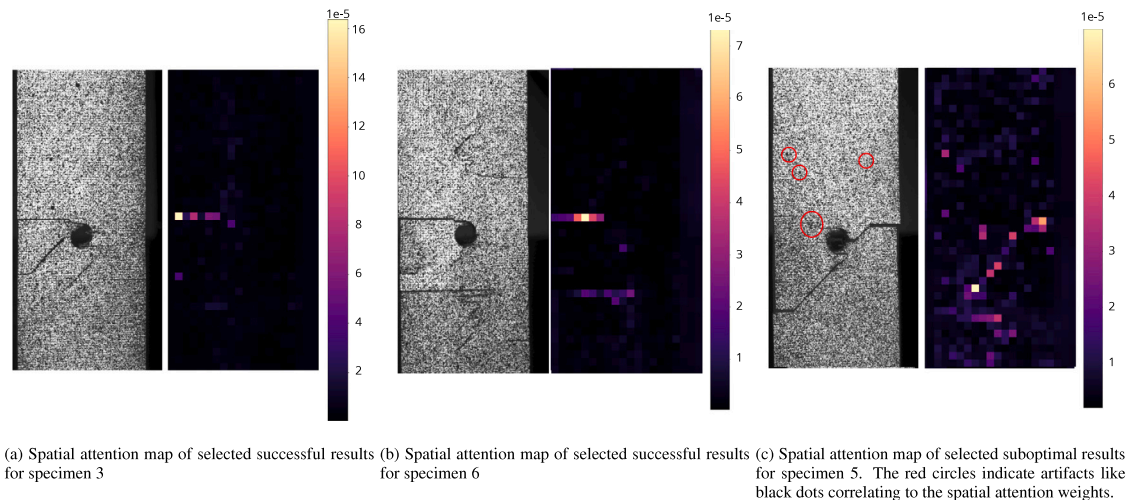 1e-5
16
14
12
10
8
6
4
2
1e-5
7
6
5
4
3
2
1
1e-5
6
5
4
3
2
1
(a) Spatial attention map of selected successful results
for specimen 3
(b) Spatial attention map of selected successful results
for specimen 6
(c) Spatial attention map of selected suboptimal results
for specimen 5. The red circles indicate artifacts like
black dots correlating to the spatial attention weights.